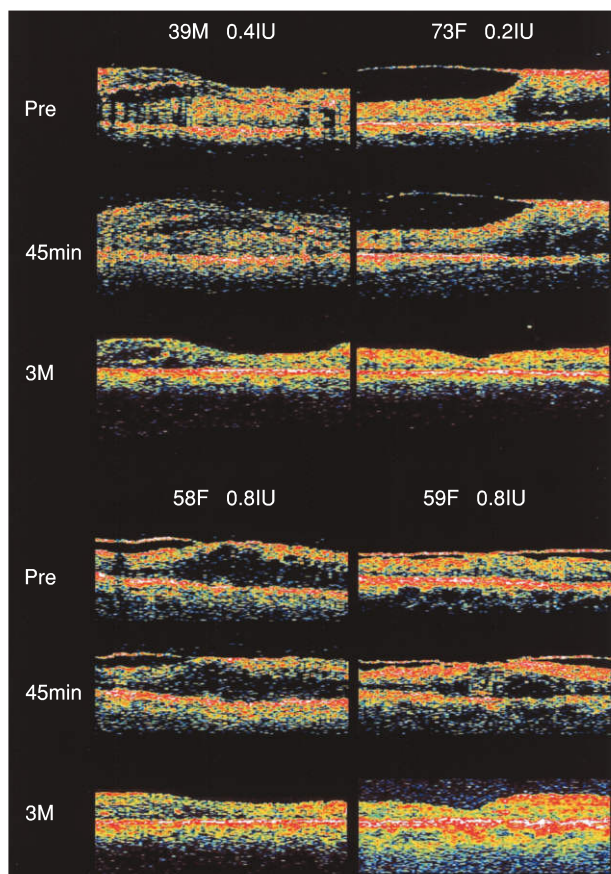 39M 0.4IU 73F 0.2IU
Pre
45min
3M
58F 0.8IU 59F 0.8IU
Pre
45min
3M